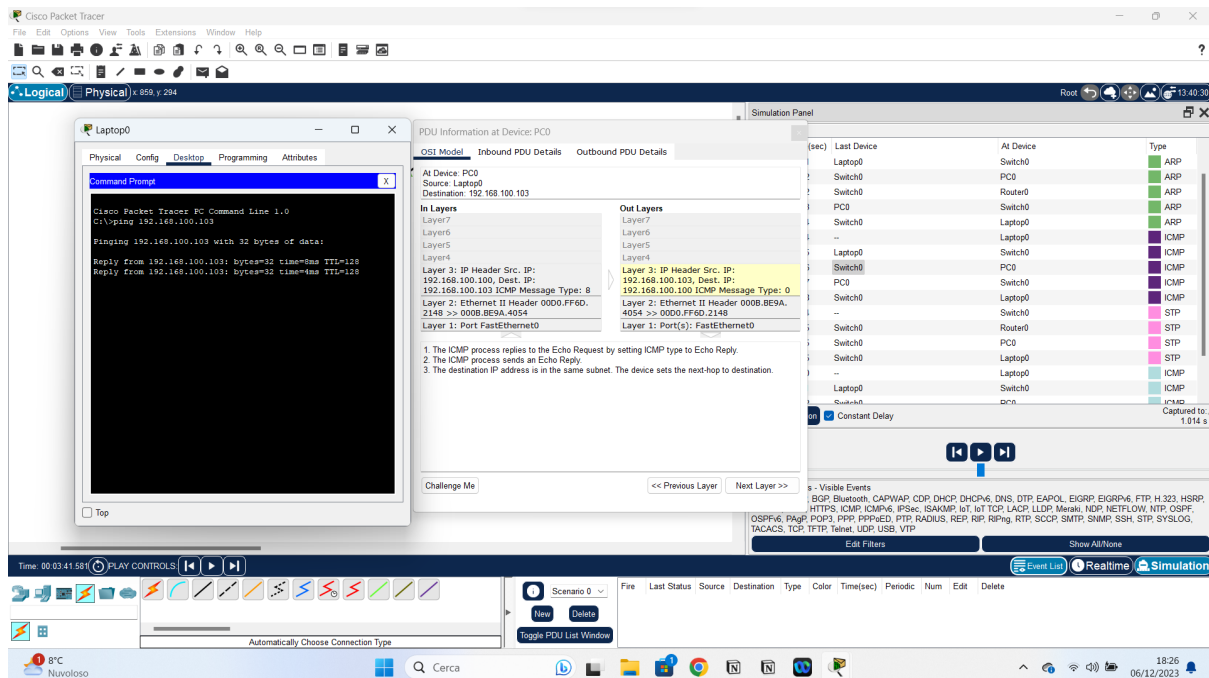 Cisco Packet Tracer
File Edit Options View Tools Extensions Window Help
?
Logical Physical x: 859, y: 294 Root 13:40:30
Laptop0
Physical Config Desktop Programming Attributes
Command Prompt X
Cisco Packet Tracer PC Command Line 1.0
C:\>ping 192.168.100.103
Pinging 192.168.100.103 with 32 bytes of data:
Reply from 192.168.100.103: bytes=32 time=8ms TTL=128
Reply from 192.168.100.103: bytes=32 time=4ms TTL=128
Top
PDU Information at Device: PC0
OSI Model Inbound PDU Details Outbound PDU Details
At Device: PC0
Source: Laptop0
Destination: 192.168.100.103
In Layers
Layer7
Layer6
Layer5
Layer4
Layer 3: IP Header Src. IP:
192.168.100.100, Dest. IP:
192.168.100.103 ICMP Message Type: 8
Layer 2: Ethernet II Header 00D0.FF6D.
2148 >> 000B.BE9A.4054
Layer 1: Port FastEthernet0
Out Layers
Layer7
Layer6
Layer5
Layer4
Layer 3: IP Header Src. IP:
192.168.100.103, Dest. IP:
192.168.100.100 ICMP Message Type: 0
Layer 2: Ethernet II Header 000B.BE9A.
4054 >> 00D0.FF6D.2148
Layer 1: Port(s): FastEthernet0
1. The ICMP process replies to the Echo Request by setting ICMP type to Echo Reply.
2. The ICMP process sends an Echo Reply.
3. The destination IP address is in the same subnet. The device sets the next-hop to destination.
Challenge Me << Previous Layer Next Layer >>
Simulation Panel
(sec) Last Device At Device Type
Laptop0 Switch0 ARP
Switch0 PC0 ARP
Switch0 Router0 ARP
PC0 Switch0 ARP
Switch0 Laptop0 ARP
-- Laptop0 ICMP
Laptop0 Switch0 ICMP
Switch0 PC0 ICMP
PC0 Switch0 ICMP
Switch0 Laptop0 ICMP
-- Switch0 STP
Switch0 Router0 STP
Switch0 PC0 STP
Switch0 Laptop0 STP
-- Laptop0 ICMP
Laptop0 Switch0 ICMP
Switch0 PC0 ICMP
on Constant Delay Captured to:
1.014 s
s - Visible Events
, BGP, Bluetooth, CAPWAP, CDP, DHCP, DHCPv6, DNS, DTP, EAPOL, EIGRP, EIGRPv6, FTP, H.323, HSRP,
HTTPS, ICMP, ICMPv6, IPSec, ISAKMP, IoT, IoT TCP, LACP, LLDP, Meraki, NDP, NETFLOW, NTP, OSPF,
OSPFv6, PAgP, POP3, PPP, PPPoED, PTP, RADIUS, REP, RIP, RIPng, RTP, SCCP, SMTP, SNMP, SSH, STP, SYSLOG,
TACACS, TCP, TFTP, Telnet, UDP, USB, VTP
Edit Filters Show All/None
Time: 00:03:41.581 PLAY CONTROLS: Event List Realtime Simulation
Automatically Choose Connection Type
Scenario 0
New Delete
Toggle PDU List Window
Fire Last Status Source Destination Type Color Time(sec) Periodic Num Edit Delete
1 8°C
Nuvoloso
Cerca
18:26
06/12/2023